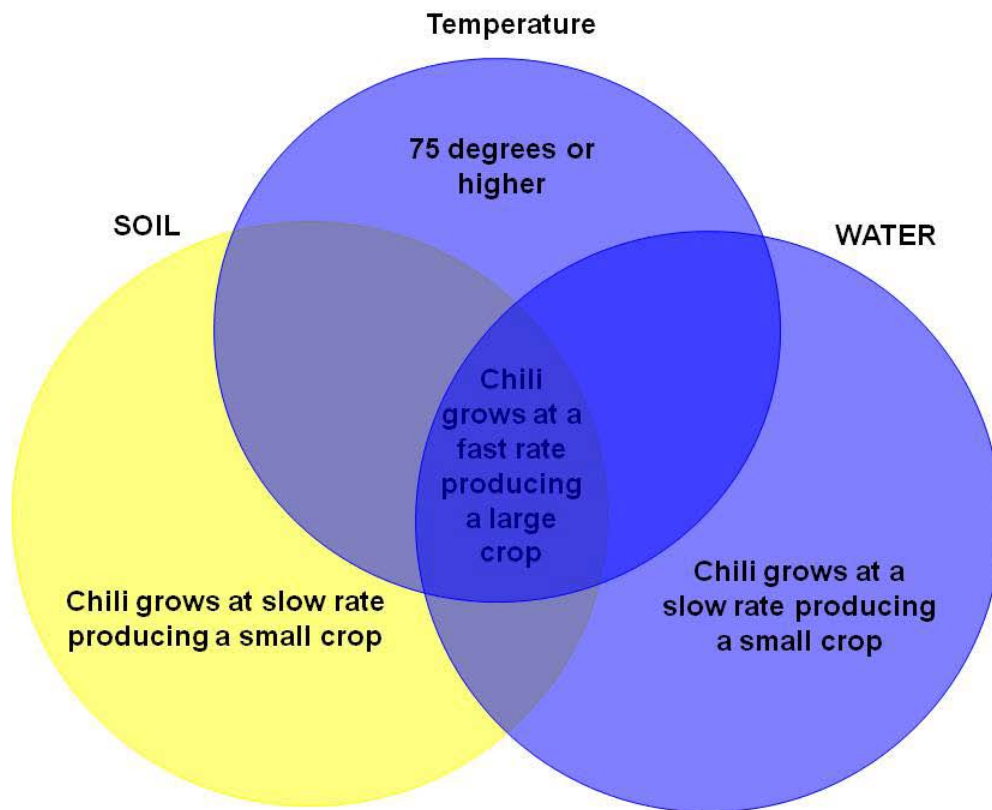 Temperature
75 degrees or
higher
SOIL
WATER
Chili
grows at a
fast rate
producing
a large
crop
Chili grows at slow rate
producing a small crop
Chili grows at a
slow rate producing
a small crop